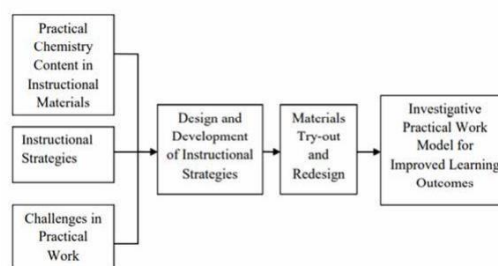 Practical
Chemistry
Content in
Instructional
Materials
Instructional
Strategies
Challenges in
Practical
Work
Design and
Development
of Instructional
Strategies
Materials
Try-out
and
Redesign
Investigative
Practical Work
Model for
Improved Learning
Outcomes